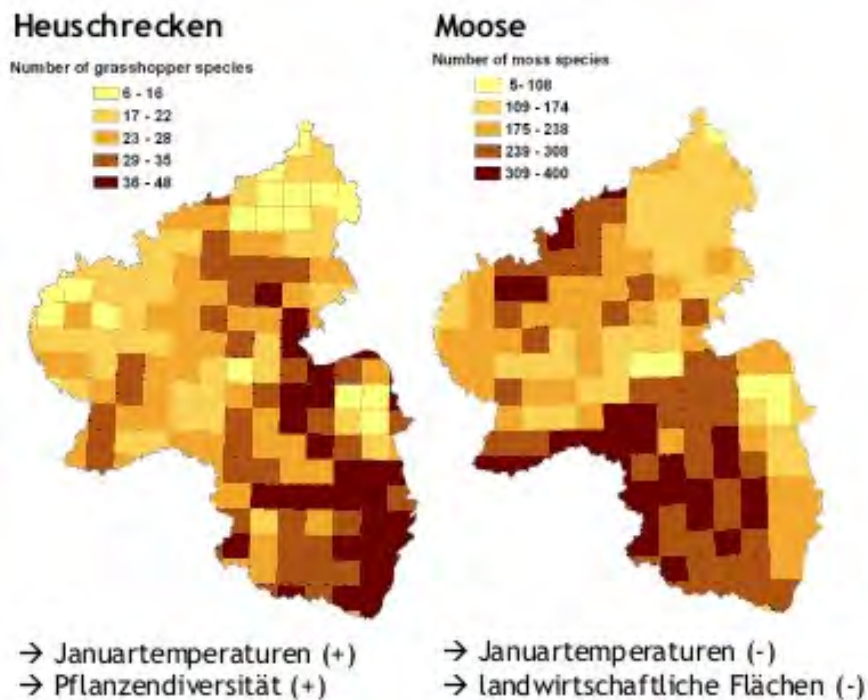 Heuschrecken
Number of grasshopper species
6 - 16
17 - 22
23 - 28
29 - 35
36 - 48
→ Januartemperaturen (+)
→ Pflanzendiversität (+)
Moose
Number of moss species
5- 108
109 - 174
175 - 238
239 - 308
309 - 400
→ Januartemperaturen (-)
→ landwirtschaftliche Flächen (-)